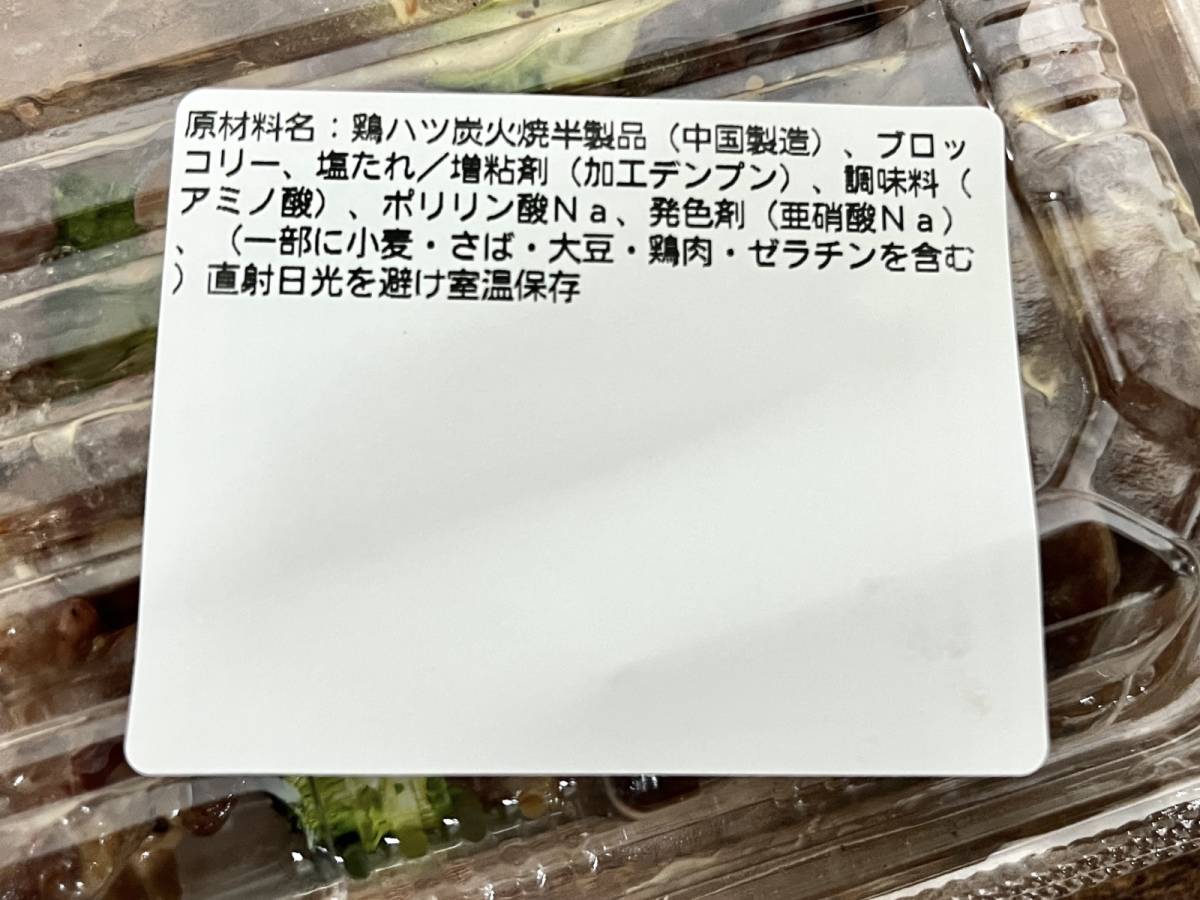 原材料名：鶏ハツ炭火焼半製品（中国製造）、ブロッ
コリー、塩たれ／増粘剤（加工デンプン）、調味料（
アミノ酸）、ポリリン酸Ｎａ、発色剤（亜硝酸Ｎａ）
、（一部に小麦・さば・大豆・鶏肉・ゼラチンを含む
）直射日光を避け室温保存